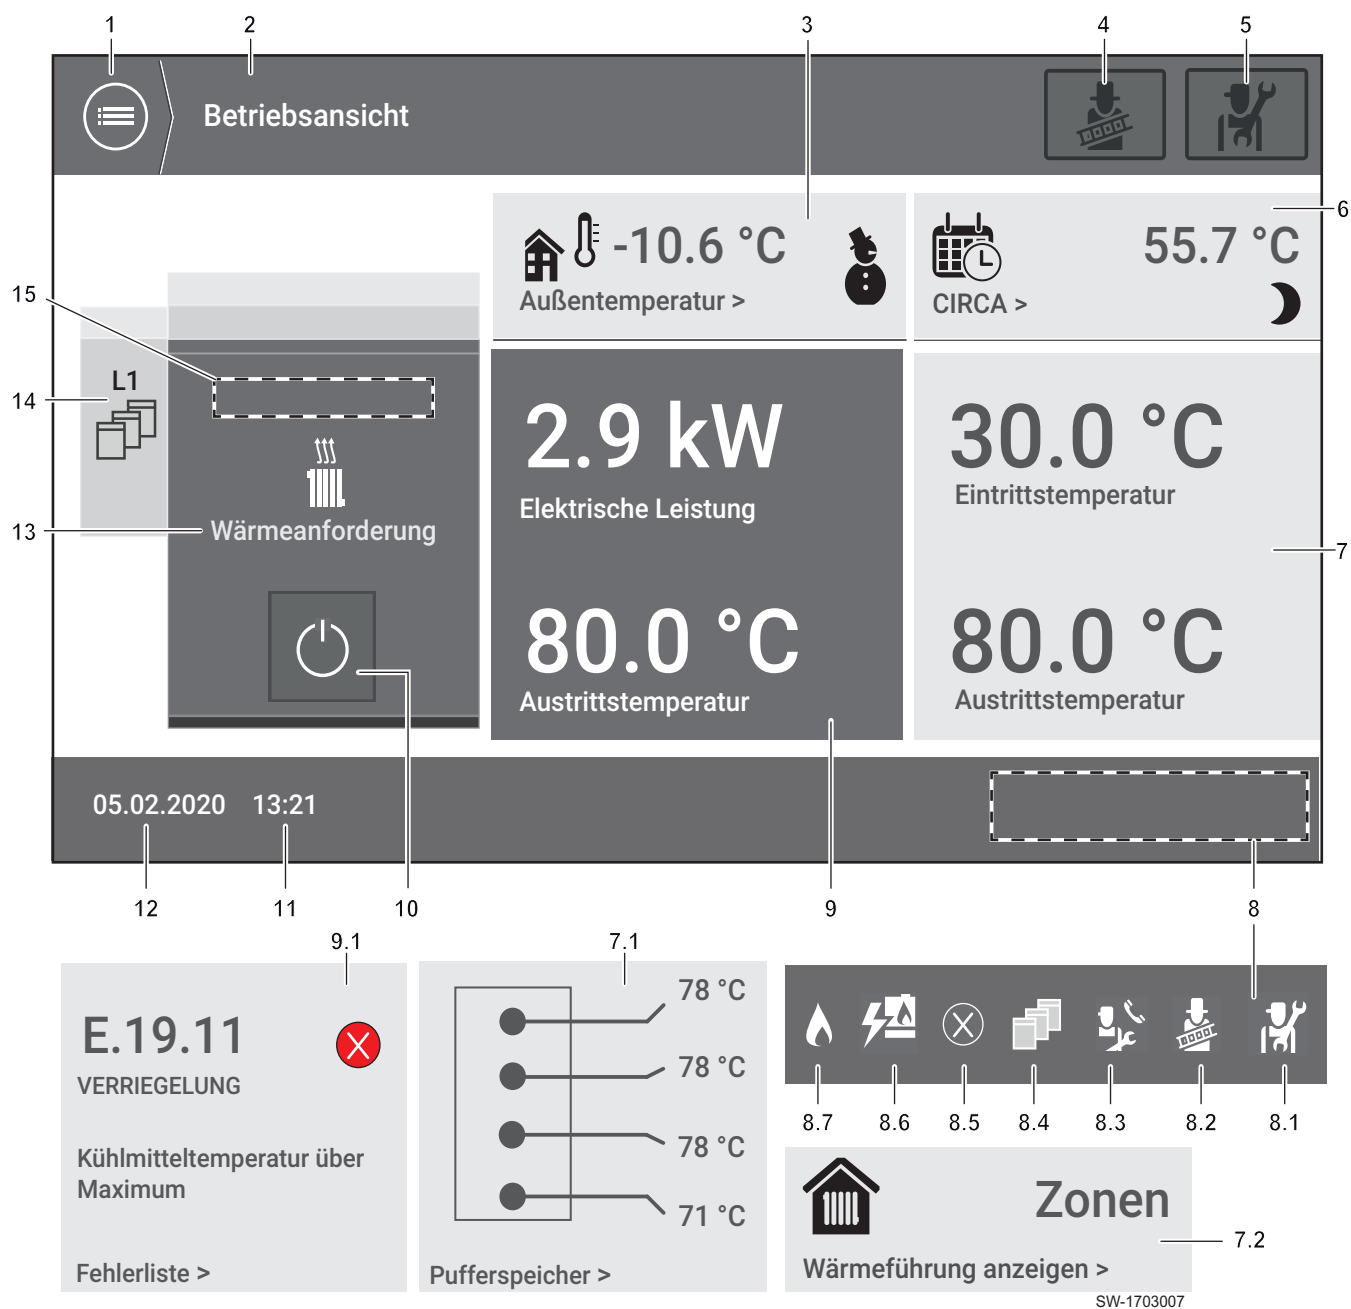 1
2
3
4
5
Betriebsansicht
6
-10.6 °C
Außentemperatur >
55.7 °C
CIRCA >
15
14
L1
2.9 kW
Elektrische Leistung
30.0 °C
Eintrittstemperatur
13
Wärmeanforderung
7
80.0 °C
Austrittstemperatur
80.0 °C
Austrittstemperatur
05.02.2020 13:21
12
11
10
9
8
9.1
E.19.11
VERRIEGELUNG
Kühlmitteltemperatur über
Maximum
Fehlerliste >
7.1
78 °C
78 °C
78 °C
71 °C
Pufferspeicher >
8.7
8.6
8.5
8.4
8.3
8.2
8.1
Zonen
7.2
Wärmeführung anzeigen >
SW-1703007